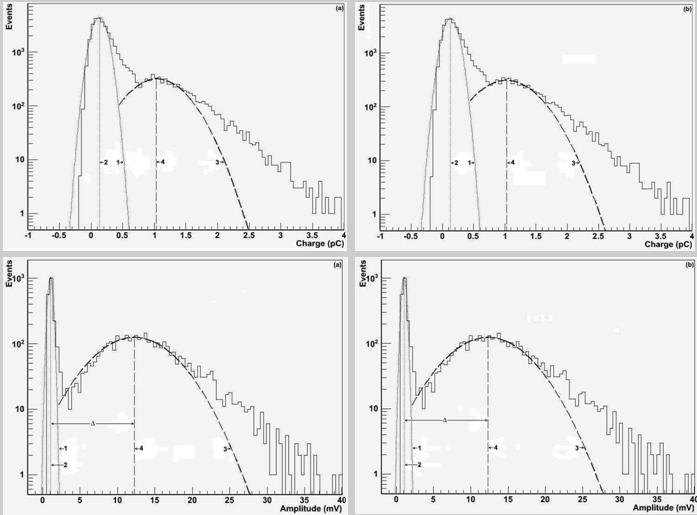 Events
(a)
10³
10²
10
1
2
1
4
3
-1 -0.5 0 0.5 1 1.5 2 2.5 3 3.5 4
Charge (pC)
Events
(b)
10³
10²
10
1
2
1
4
3
-1 -0.5 0 0.5 1 1.5 2 2.5 3 3.5 4
Charge (pC)
Events
(a)
10³
10²
10
1
Δ
1
2
4
3
0 5 10 15 20 25 30 35 40
Amplitude (mV)
Events
(b)
10³
10²
10
1
Δ
1
2
4
3
0 5 10 15 20 25 30 35 40
Amplitude (mV)